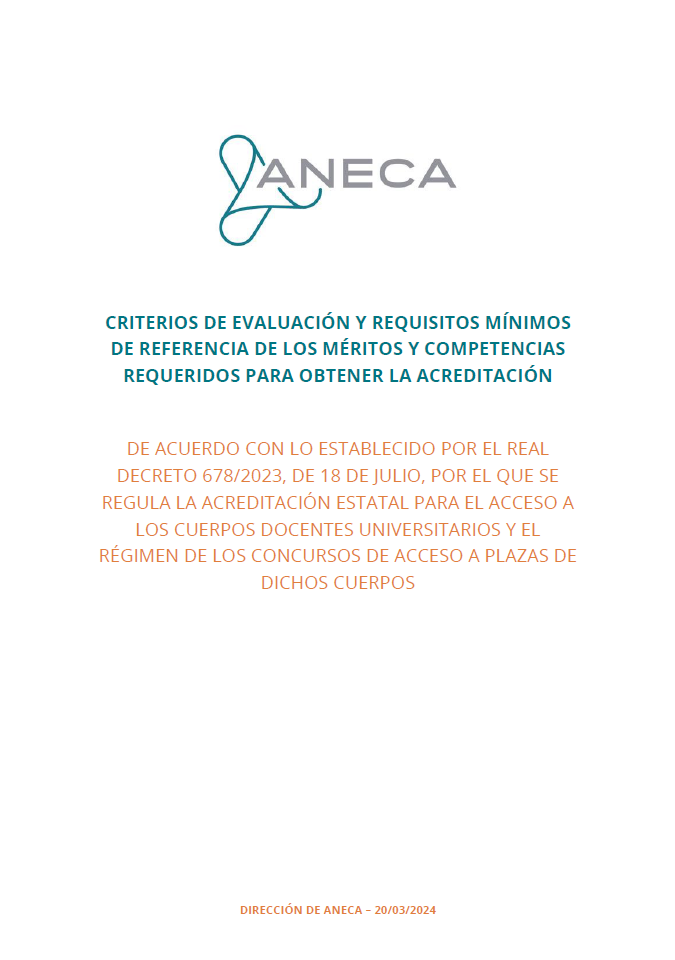 ANECA
CRITERIOS DE EVALUACIÓN Y REQUISITOS MÍNIMOS
DE REFERENCIA DE LOS MÉRITOS Y COMPETENCIAS
REQUERIDOS PARA OBTENER LA ACREDITACIÓN
DE ACUERDO CON LO ESTABLECIDO POR EL REAL
DECRETO 678/2023, DE 18 DE JULIO, POR EL QUE SE
REGULA LA ACREDITACIÓN ESTATAL PARA EL ACCESO A
LOS CUERPOS DOCENTES UNIVERSITARIOS Y EL
RÉGIMEN DE LOS CONCURSOS DE ACCESO A PLAZAS DE
DICHOS CUERPOS
DIRECCIÓN DE ANECA – 20/03/2024